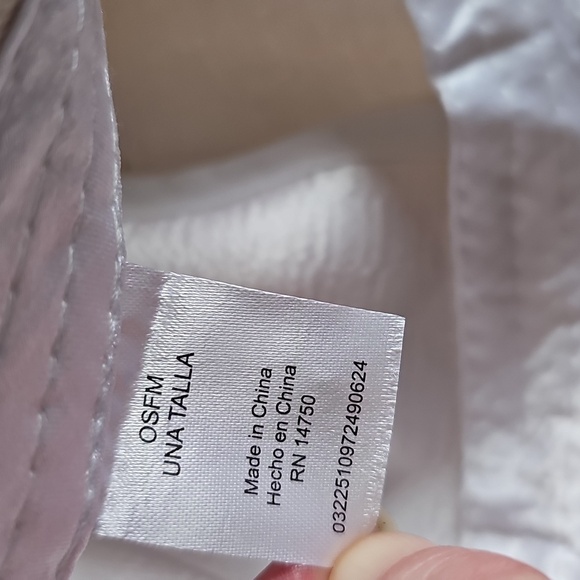 OSFM
UNA TALLA
Made in China
Hecho en China
RN 14750
0322510972490624